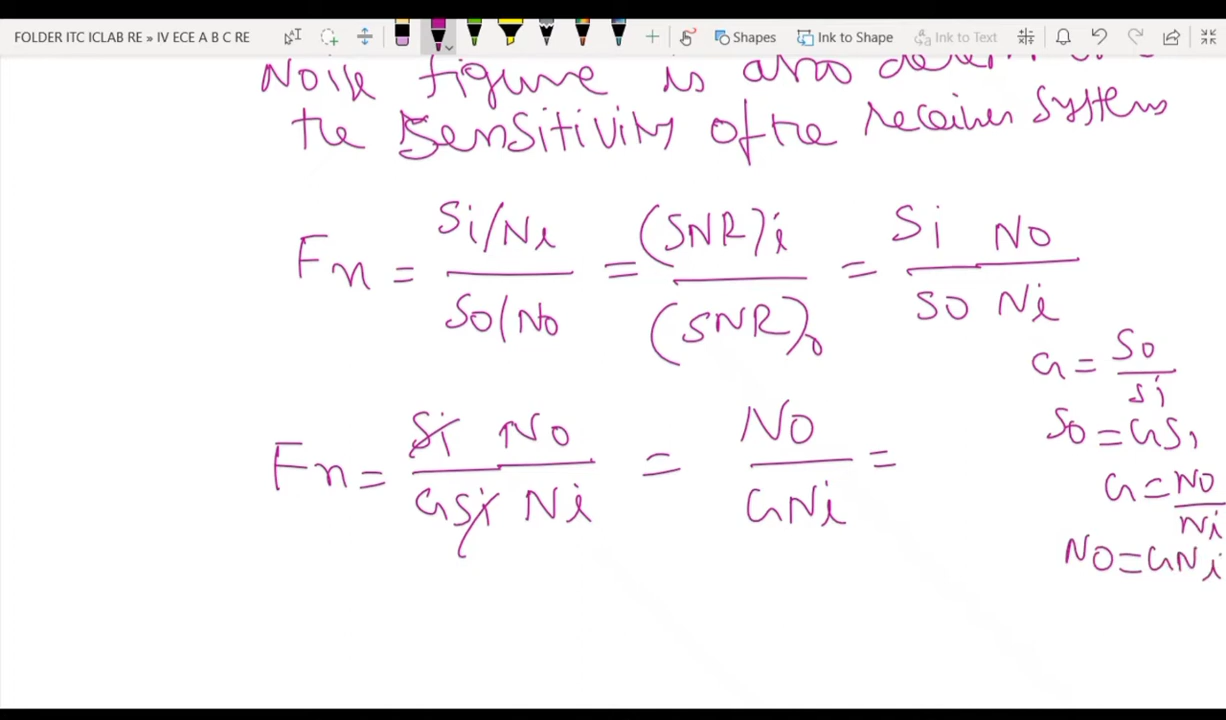 FOLDER ITC ICLAB RE » IV ECE A B C RE
Shapes
Ink to Shape
Ink to Text
Noise figure is also
the Sensitivity of the receiver systems
Fn = Si/Ni / So/No = (SNR)i / (SNR)o = Si No / So Ni
G = So / Si
So = GSi
Fn = Si No / GSi Ni = No / GNi =
G = No / Ni
No = GNi